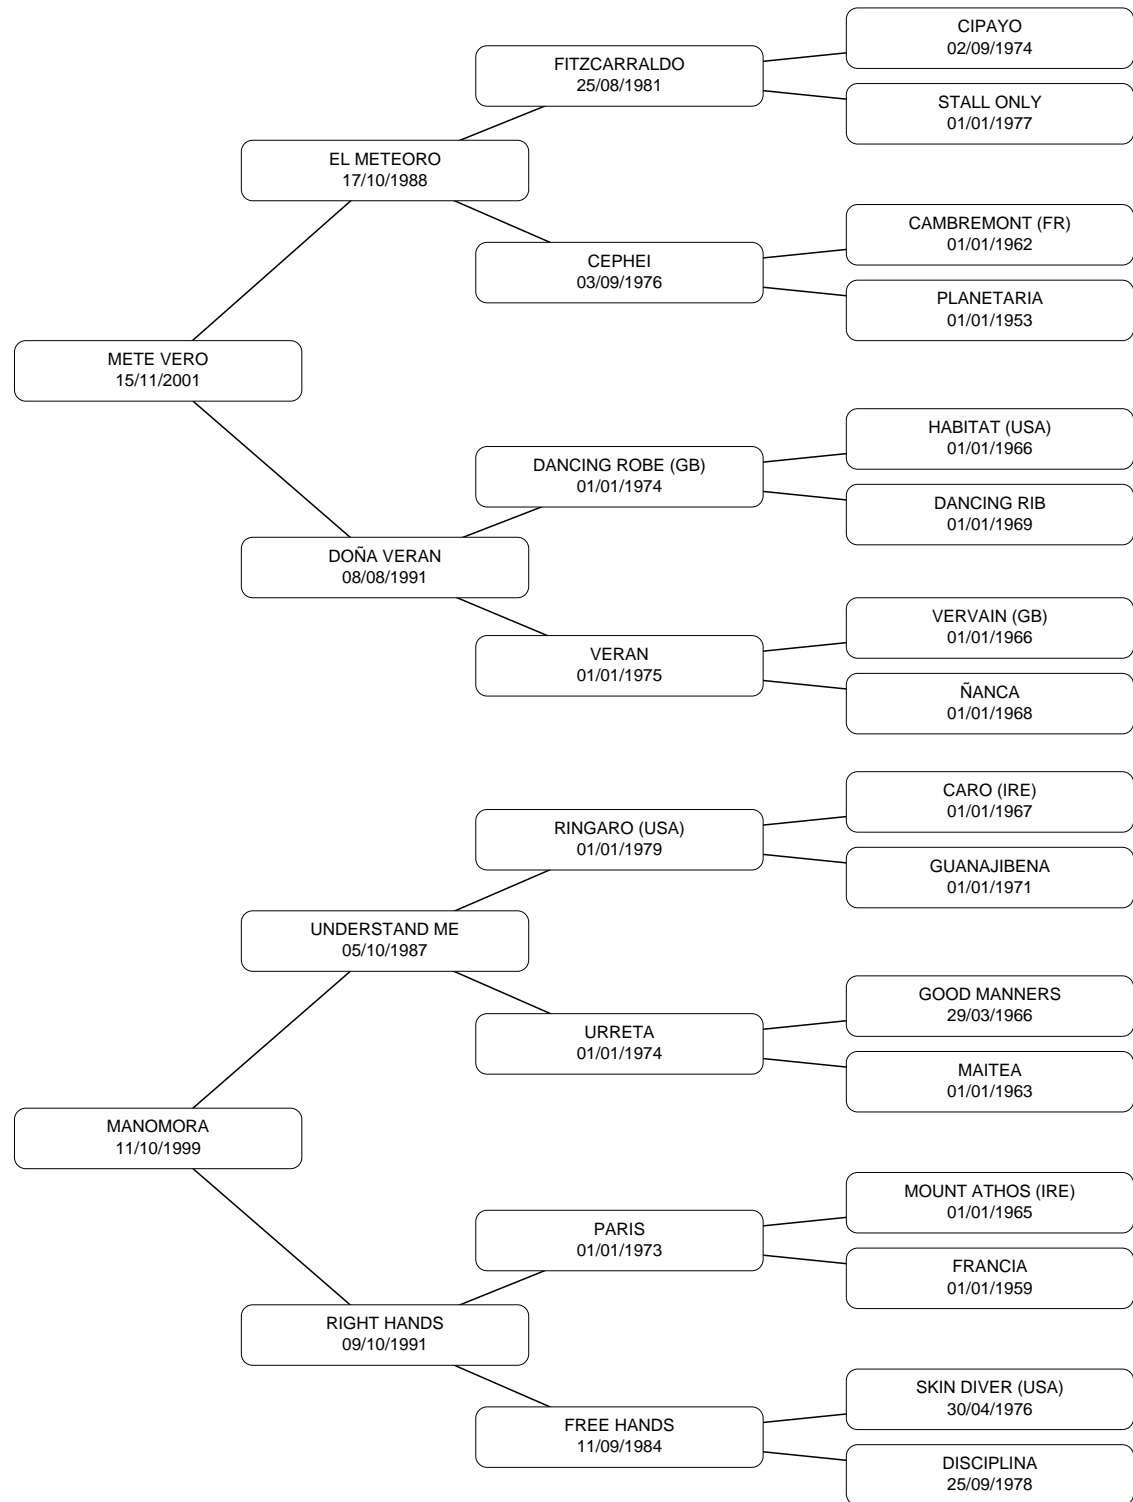 CIPAYO
02/09/1974
FITZCARRALDO
25/08/1981
STALL ONLY
01/01/1977
EL METEORO
17/10/1988
CAMBREMONT (FR)
01/01/1962
CEPHEI
03/09/1976
PLANETARIA
01/01/1953
METE VERO
15/11/2001
HABITAT (USA)
01/01/1966
DANCING ROBE (GB)
01/01/1974
DANCING RIB
01/01/1969
DOÑA VERAN
08/08/1991
VERVAIN (GB)
01/01/1966
VERAN
01/01/1975
ÑANCA
01/01/1968
CARO (IRE)
01/01/1967
RINGARO (USA)
01/01/1979
GUANAJIBENA
01/01/1971
UNDERSTAND ME
05/10/1987
GOOD MANNERS
29/03/1966
URRETA
01/01/1974
MAITEA
01/01/1963
MANOMORA
11/10/1999
MOUNT ATHOS (IRE)
01/01/1965
PARIS
01/01/1973
FRANCIA
01/01/1959
RIGHT HANDS
09/10/1991
SKIN DIVER (USA)
30/04/1976
FREE HANDS
11/09/1984
DISCIPLINA
25/09/1978